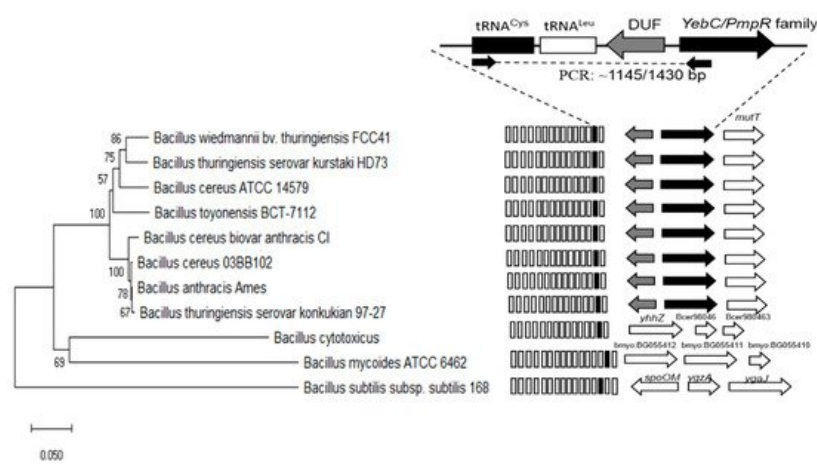 tRNACys tRNALeu DUF YebC/PmpR family
PCR: ~1145/1430 bp
mutT
86 Bacillus wiedmannii bv. thuringiensis FCC41
75 Bacillus thuringiensis serovar kurstaki HD73
57 Bacillus cereus ATCC 14579
100 Bacillus toyonensis BCT-7112
Bacillus cereus biovar anthracis CI
100 Bacillus cereus 03BB102
78 Bacillus anthracis Ames
67 Bacillus thuringiensis serovar konkukian 97-27
yhhZ Bcer98046 Bcer980463
Bacillus cytotoxicus
bmyo:BG055412 bmyo:BG055411 bmyo:BG055410
69 Bacillus mycoides ATCC 6462
spoOM ygzA ygaJ
Bacillus subtilis subsp. subtilis 168
0.050